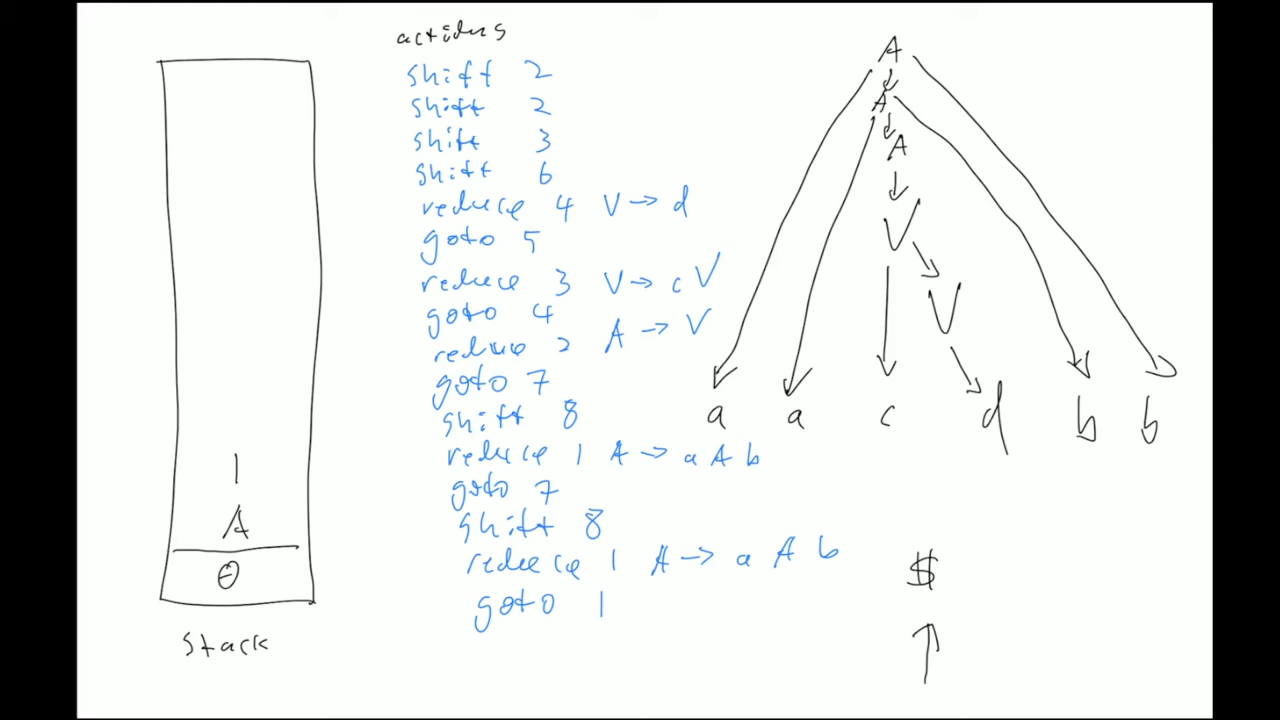 actions
shift 2
shift 2
shift 3
shift 6
reduce 4 V → d
goto 5
reduce 3 V → c V
goto 4
reduce 2 A → V
goto 7
shift 8
reduce 1 A → a A b
goto 7
shift 8
reduce 1 A → a A b
goto 1
1
A
0
stack
A
A
A
V
V
a a c d b b
$